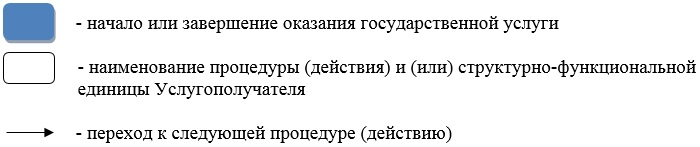 - начало или завершение оказания государственной услуги
- наименование процедуры (действия) и (или) структурно-функциональной
единицы Услугополучателя
- переход к следующей процедуре (действию)